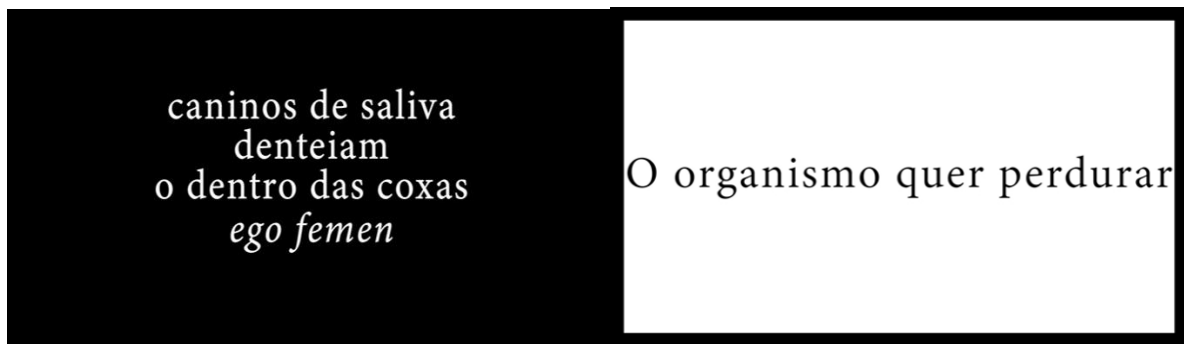 caninos de saliva
denteiam
o dentro das coxas
ego femen
O organismo quer perdurar